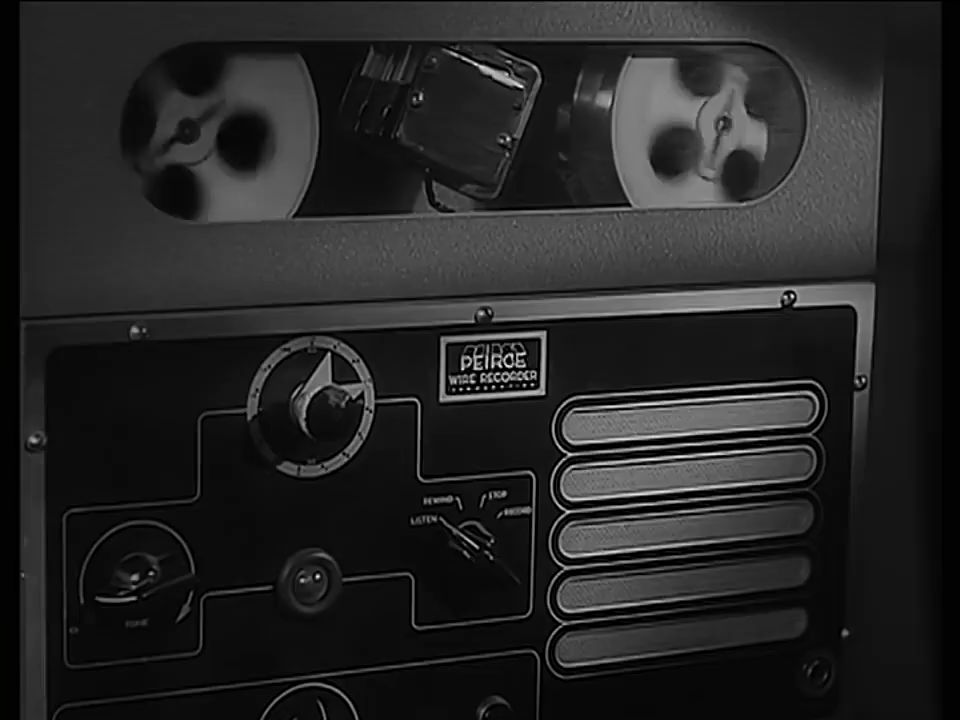 PEIRCE
WIRE RECORDER
REWIND
STOP
LISTEN
RECORD
TONE